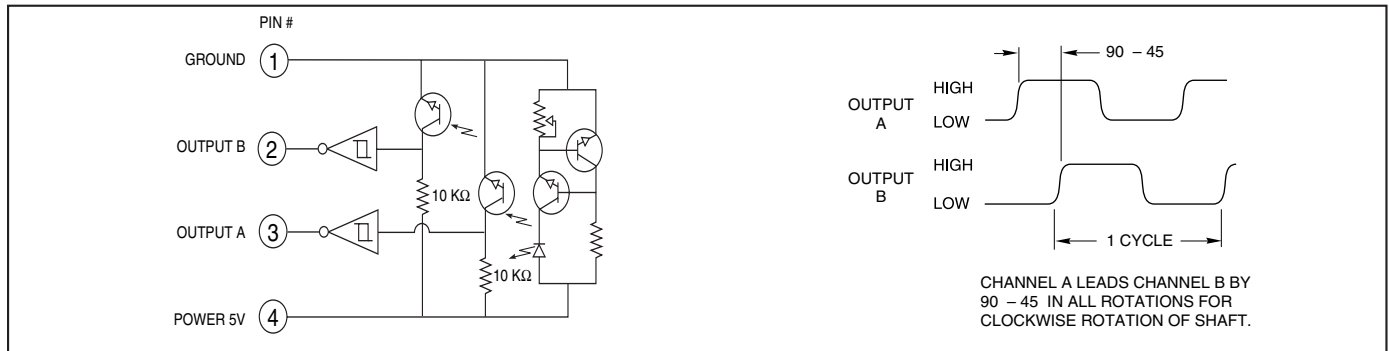 PIN #
GROUND 1
OUTPUT B 2
10 KΩ
OUTPUT A 3
10 KΩ
POWER 5V 4
90 – 45
OUTPUT
A
HIGH
LOW
OUTPUT
B
HIGH
LOW
1 CYCLE
CHANNEL A LEADS CHANNEL B BY
90 – 45 IN ALL ROTATIONS FOR
CLOCKWISE ROTATION OF SHAFT.